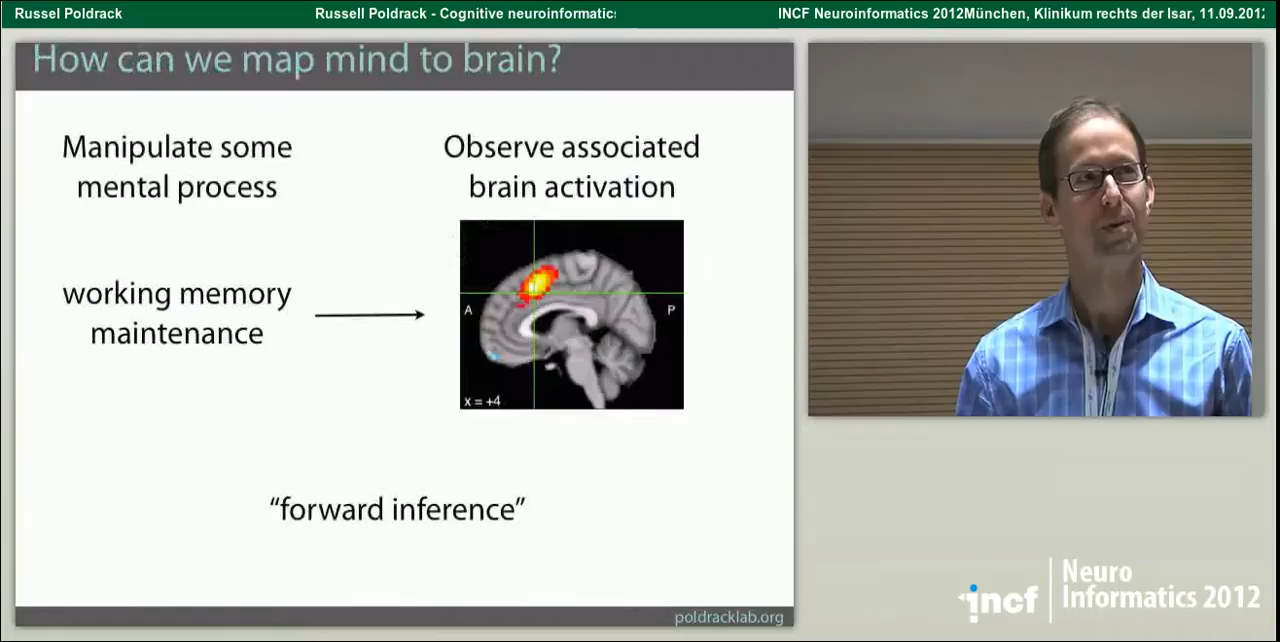 Russel Poldrack
Russell Poldrack - Cognitive neuroinformatics
INCF Neuroinformatics 2012München, Klinikum rechts der Isar, 11.09.2012
How can we map mind to brain?
Manipulate some
mental process
Observe associated
brain activation
working memory
maintenance
A
P
x = +4
“forward inference”
poldracklab.org
incf
Neuro
Informatics 2012